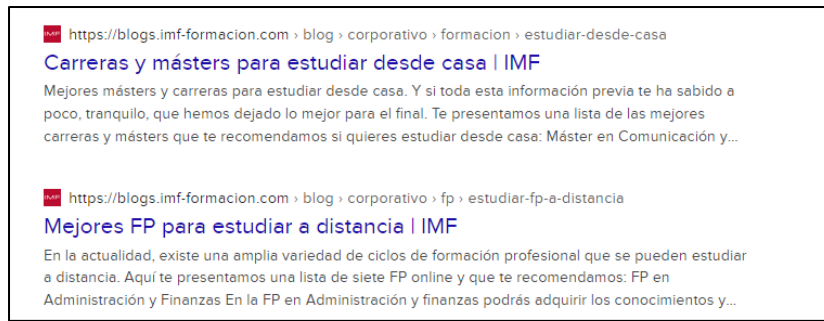 IMF https://blogs.imf-formacion.com › blog › corporativo › formacion › estudiar-desde-casa
Carreras y másters para estudiar desde casa | IMF
Mejores másters y carreras para estudiar desde casa. Y si toda esta información previa te ha sabido a
poco, tranquilo, que hemos dejado lo mejor para el final. Te presentamos una lista de las mejores
carreras y másters que te recomendamos si quieres estudiar desde casa: Máster en Comunicación y...
IMF https://blogs.imf-formacion.com › blog › corporativo › fp › estudiar-fp-a-distancia
Mejores FP para estudiar a distancia | IMF
En la actualidad, existe una amplia variedad de ciclos de formación profesional que se pueden estudiar
a distancia. Aquí te presentamos una lista de siete FP online y que te recomendamos: FP en
Administración y Finanzas En la FP en Administración y finanzas podrás adquirir los conocimientos y...